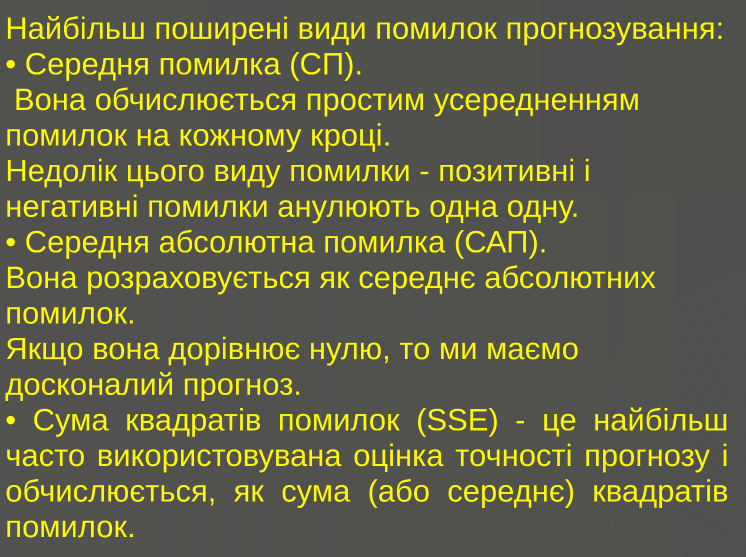 Найбільш поширені види помилок прогнозування:
• Середня помилка (СП).
Вона обчислюється простим усередненням
помилок на кожному кроці.
Недолік цього виду помилки - позитивні і
негативні помилки анулюють одна одну.
• Середня абсолютна помилка (САП).
Вона розраховується як середнє абсолютних
помилок.
Якщо вона дорівнює нулю, то ми маємо
досконалий прогноз.
• Сума квадратів помилок (SSE) - це найбільш
часто використовувана оцінка точності прогнозу і
обчислюється, як сума (або середнє) квадратів
помилок.